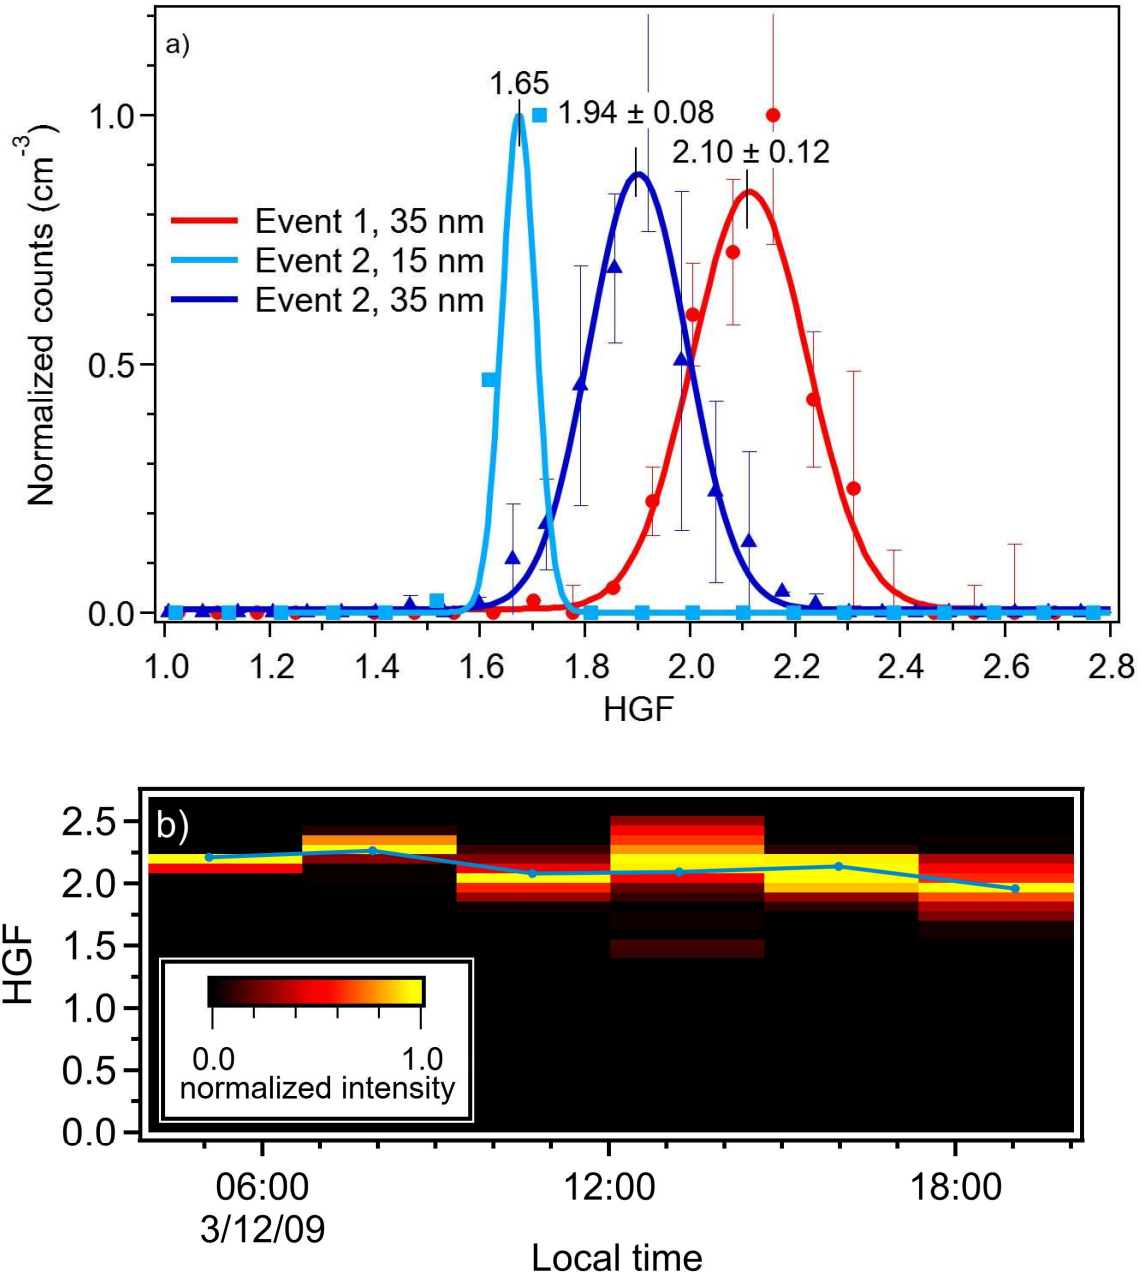 a)
1.65
1.94 ± 0.08
2.10 ± 0.12
Event 1, 35 nm
Event 2, 15 nm
Event 2, 35 nm
Normalized counts (cm⁻³)
1.0
0.5
0.0
1.0 1.2 1.4 1.6 1.8 2.0 2.2 2.4 2.6 2.8
HGF
b)
HGF
2.5
2.0
1.5
1.0
0.5
0.0
0.0 1.0
normalized intensity
06:00 12:00 18:00
3/12/09
Local time